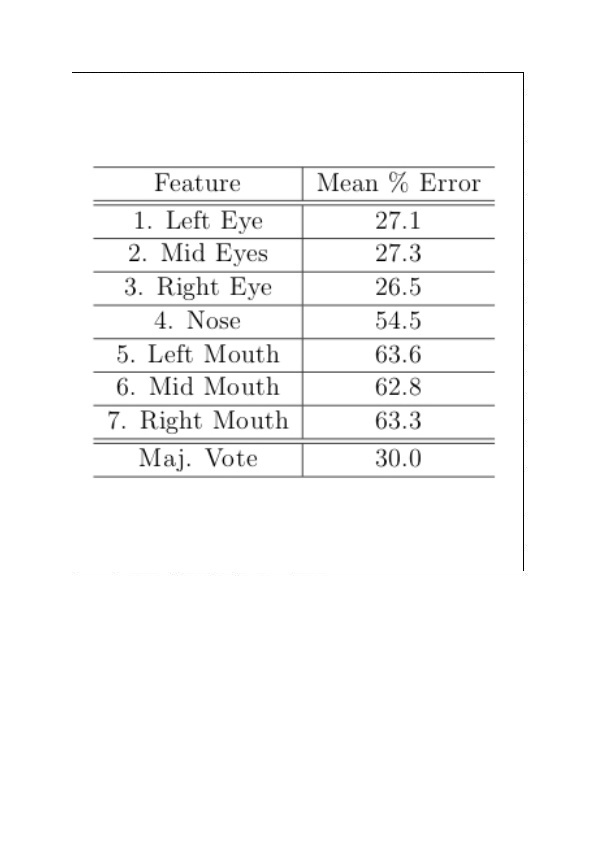 Feature Mean % Error
1. Left Eye 27.1
2. Mid Eyes 27.3
3. Right Eye 26.5
4. Nose 54.5
5. Left Mouth 63.6
6. Mid Mouth 62.8
7. Right Mouth 63.3
Maj. Vote 30.0